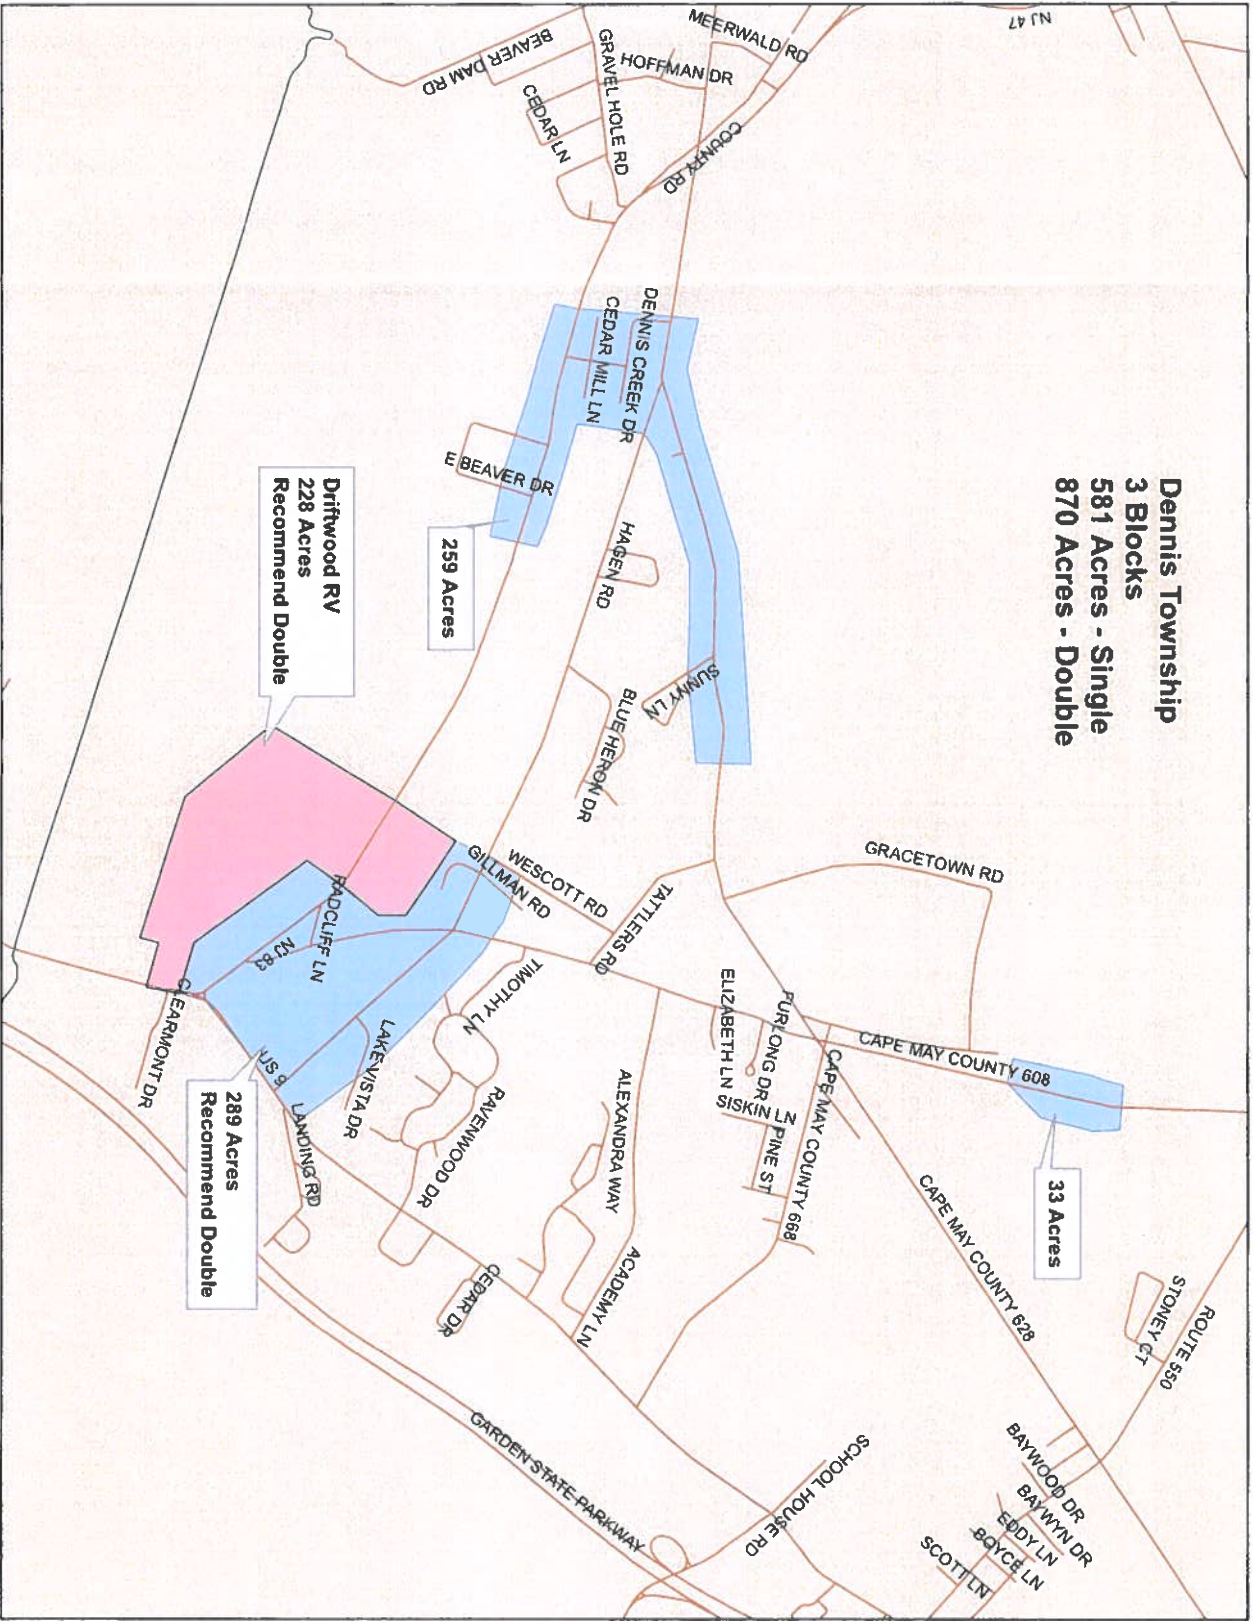 Dennis Township
3 Blocks
581 Acres - Single
870 Acres - Double
ROUTE 550
STONEY CT
33 Acres
CAPE MAY COUNTY 608
CAPE MAY COUNTY 628
GRACETOWN RD
BAYWOOD DR
BAYWYN DR
EDDY LN
BOYCE LN
SCOTT LN
NJ 47
MEERWALD RD
HOFFMAN DR
COUNTY RD
GRAVEL HOLE RD
BEAVER DAM RD
CEDAR LN
DENNIS CREEK DR
CEDAR MILL LN
E BEAVER DR
259 Acres
HAGEN RD
SUNNY LN
BLUE HERON DR
WESCOTT RD
GILLMAN RD
TATTLERS RD
ELIZABETH LN
FURLONG DR
SISKIN LN
PINE ST
CAPE MAY COUNTY 668
SCHOOL HOUSE RD
TIMOTHY LN
ALEXANDRA WAY
ACADEMY LN
RAVENWOOD DR
LAKE VISTA DR
CEDAR DR
GARDEN STATE PARKWAY
Driftwood RV
228 Acres
Recommend Double
RADCLIFF LN
NJ 83
US 9
LANDING RD
CLEARMONT DR
289 Acres
Recommend Double